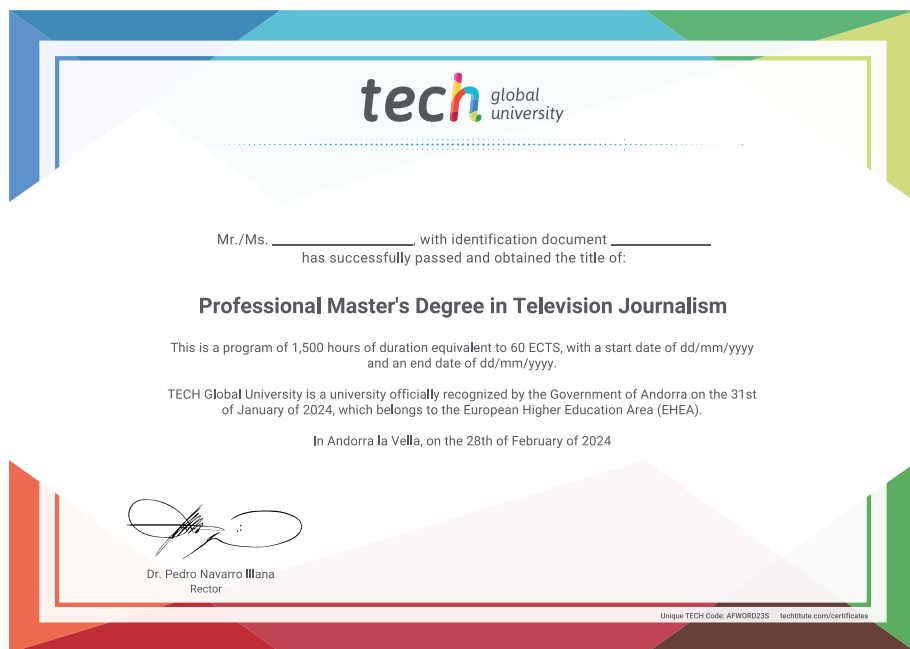 tech global
university
Mr./Ms. ____________, with identification document ____________
has successfully passed and obtained the title of:
Professional Master's Degree in Television Journalism
This is a program of 1,500 hours of duration equivalent to 60 ECTS, with a start date of dd/mm/yyyy
and an end date of dd/mm/yyyy.
TECH Global University is a university officially recognized by the Government of Andorra on the 31st
of January of 2024, which belongs to the European Higher Education Area (EHEA).
In Andorra la Vella, on the 28th of February of 2024
Dr. Pedro Navarro Illana
Rector
Unique TECH Code: AFWORD23S techtitute.com/certificates